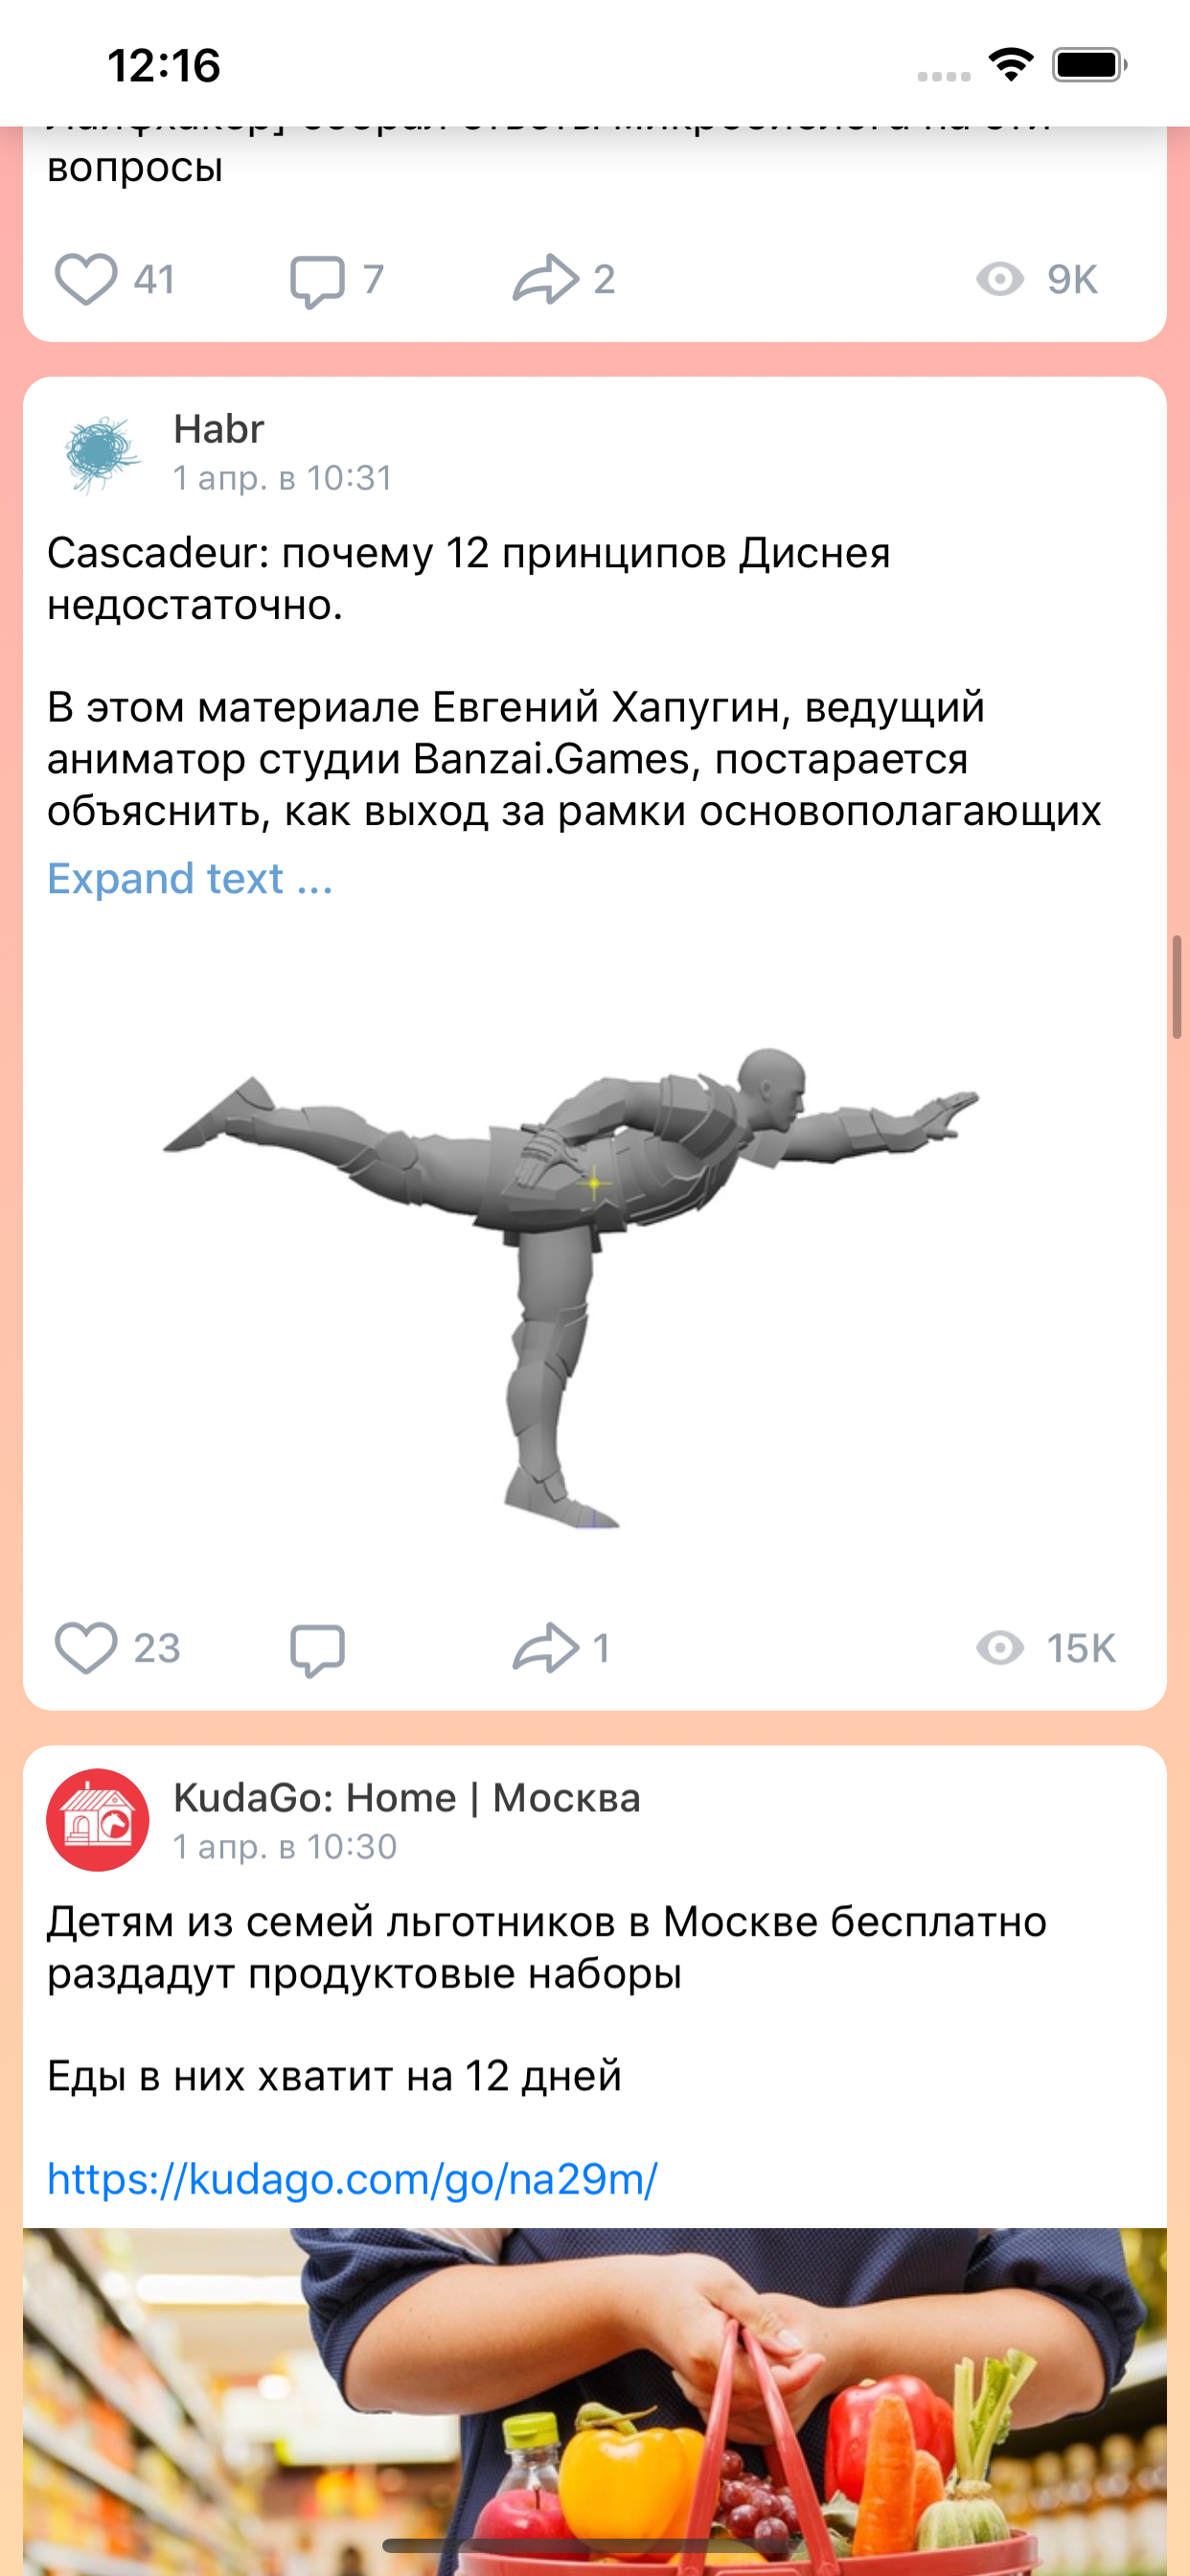 12:16
вопросы
41
7
2
9K
Habr
1 апр. в 10:31
Cascadeur: почему 12 принципов Диснея
недостаточно.
В этом материале Евгений Хапугин, ведущий
аниматор студии Banzai.Games, постарается
объяснить, как выход за рамки основополагающих
Expand text ...
23
1
15K
KudaGo: Home | Москва
1 апр. в 10:30
Детям из семей льготников в Москве бесплатно
раздадут продуктовые наборы
Еды в них хватит на 12 дней
https://kudago.com/go/na29m/